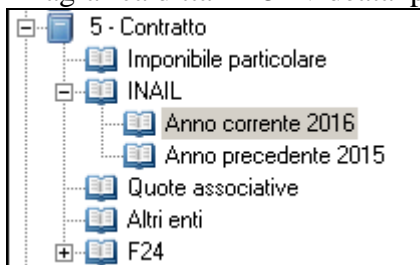 5 - Contratto
Imponibile particolare
INAIL
Anno corrente 2016
Anno precedente 2015
Quote associative
Altri enti
F24